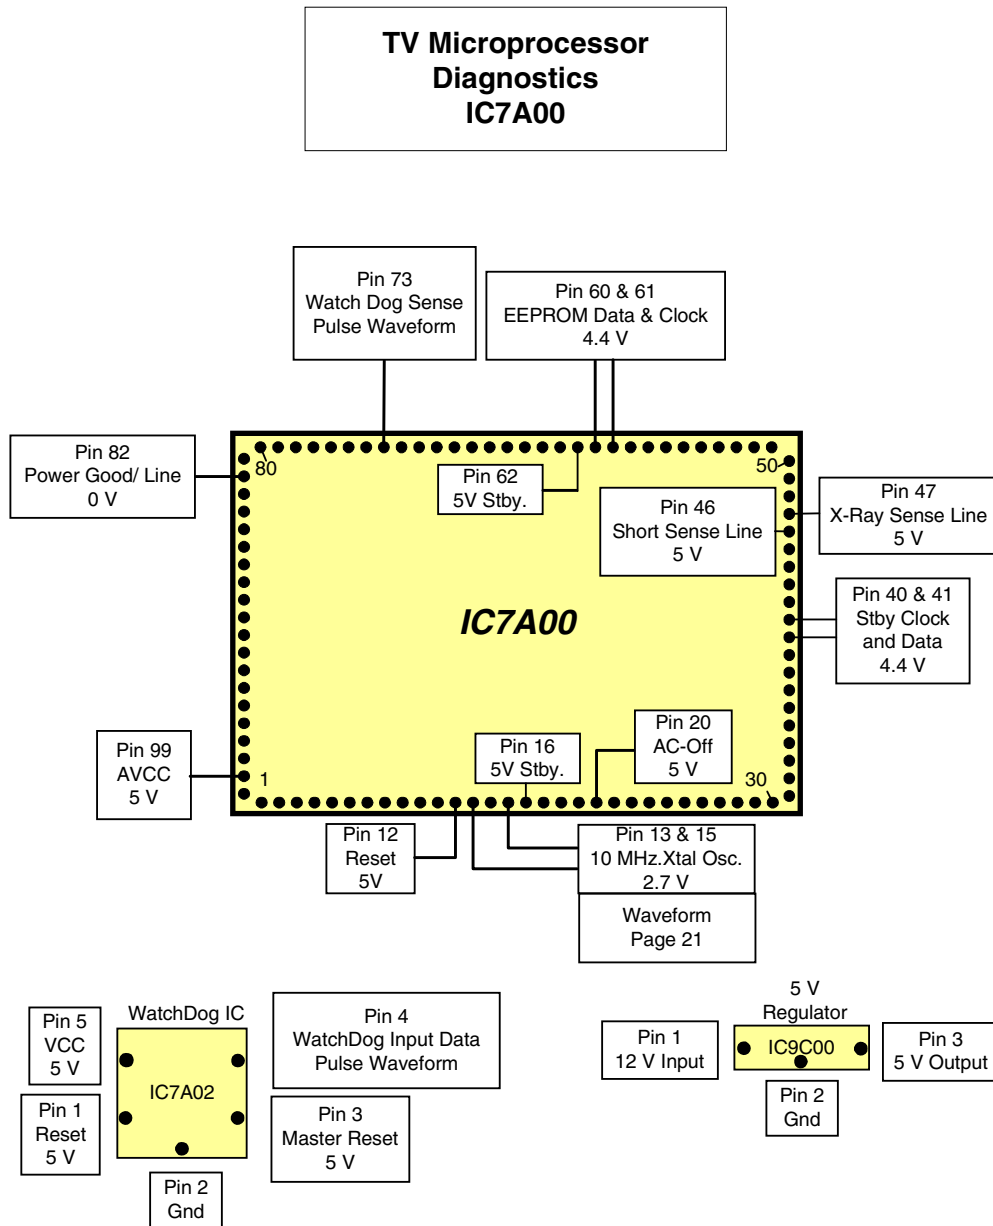 TV Microprocessor
Diagnostics
IC7A00
Pin 73
Watch Dog Sense
Pulse Waveform
Pin 60 & 61
EEPROM Data & Clock
4.4 V
Pin 82
Power Good/ Line
0 V
80
Pin 62
5V Stby.
50
Pin 46
Short Sense Line
5 V
Pin 47
X-Ray Sense Line
5 V
IC7A00
Pin 40 & 41
Stby Clock
and Data
4.4 V
Pin 99
AVCC
5 V
1
Pin 16
5V Stby.
Pin 20
AC-Off
5 V
30
Pin 12
Reset
5V
Pin 13 & 15
10 MHz.Xtal Osc.
2.7 V
Waveform
Page 21
WatchDog IC
Pin 5
VCC
5 V
IC7A02
Pin 4
WatchDog Input Data
Pulse Waveform
Pin 1
Reset
5 V
Pin 3
Master Reset
5 V
Pin 2
Gnd
5 V
Regulator
Pin 1
12 V Input
IC9C00
Pin 3
5 V Output
Pin 2
Gnd